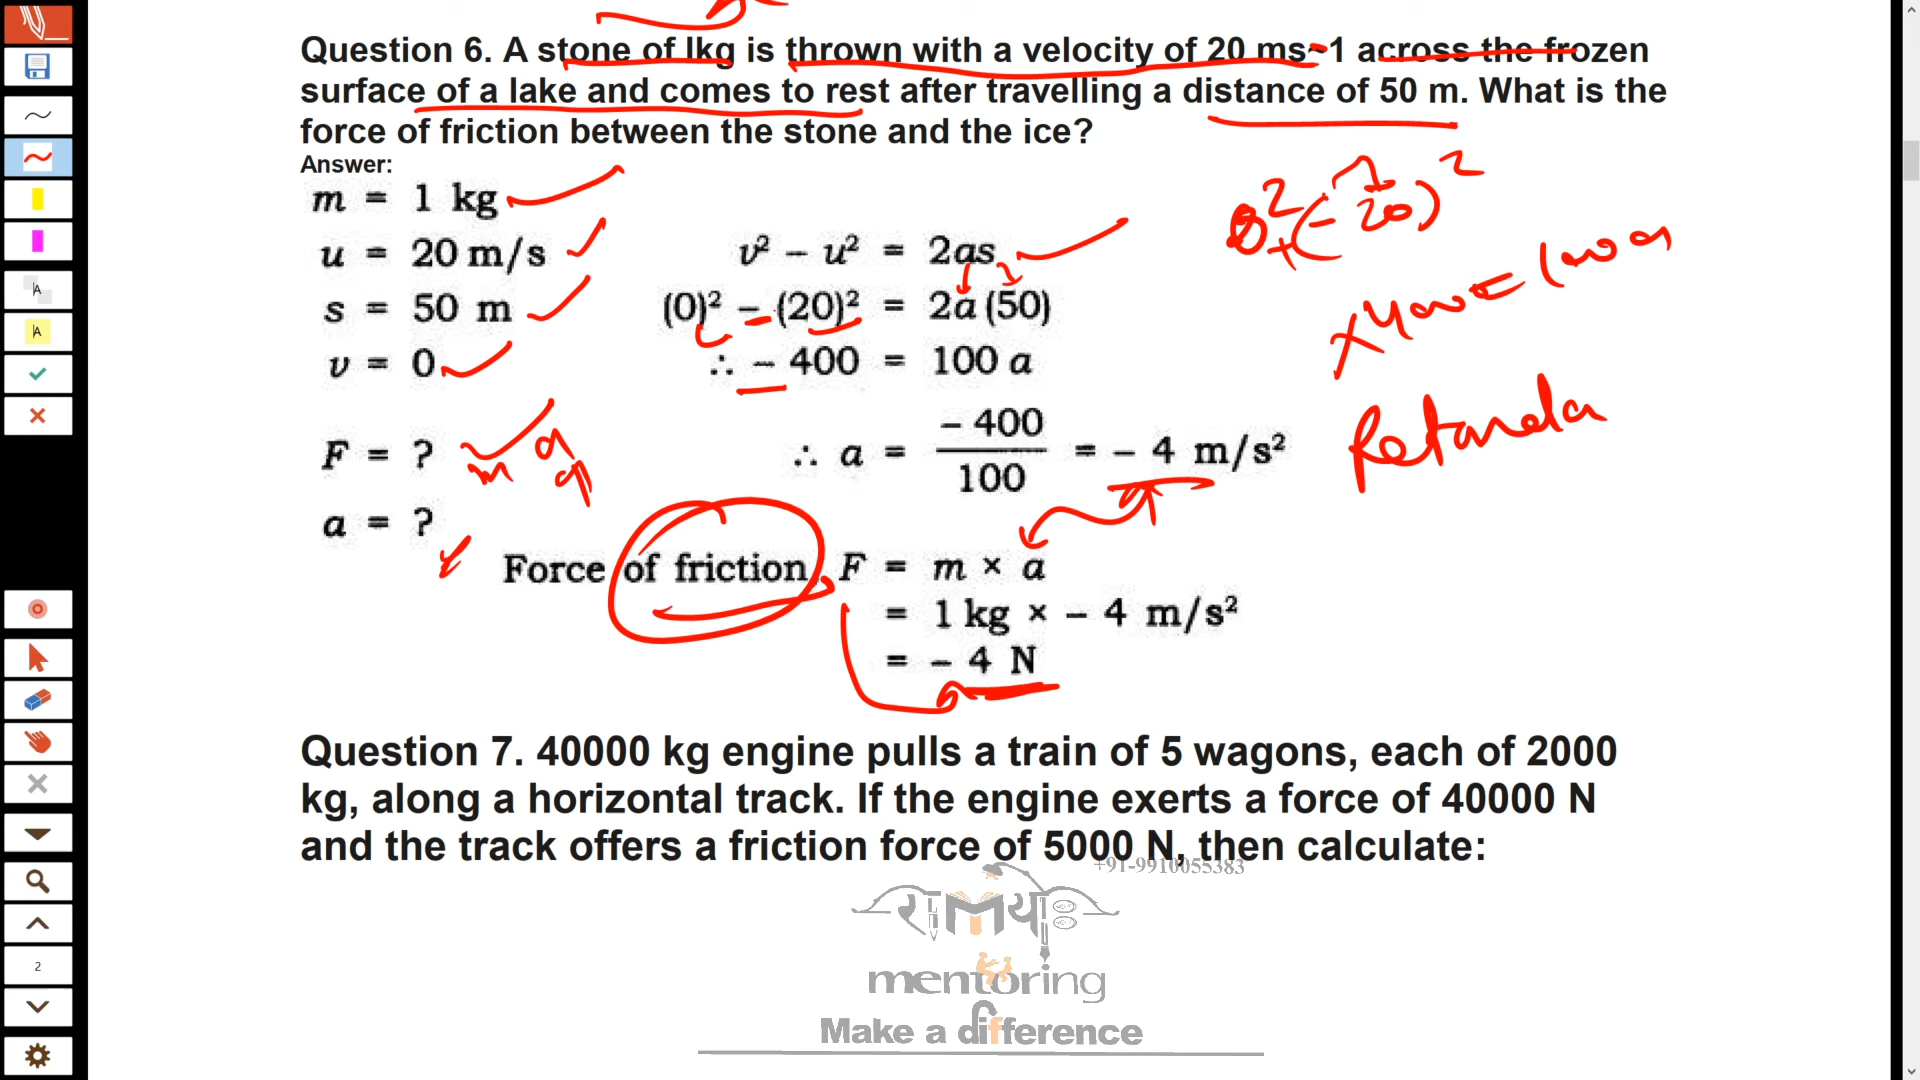 Question 6. A stone of lkg is thrown with a velocity of 20 ms~1 across the frozen
surface of a lake and comes to rest after travelling a distance of 50 m. What is the
force of friction between the stone and the ice?
Answer:
m = 1 kg
u = 20 m/s
s = 50 m
v = 0
F = ?
m a
a = ?
v² – u² = 2as
(0)² – (20)² = 2a (50)
∴ – 400 = 100 a
∴ a = – 400 / 100 = – 4 m/s²
Force of friction, F = m × a
= 1 kg × – 4 m/s²
= – 4 N
Question 7. 40000 kg engine pulls a train of 5 wagons, each of 2000
kg, along a horizontal track. If the engine exerts a force of 40000 N
and the track offers a friction force of 5000 N, then calculate:
+91-9910055383
mentoring
Make a difference
2